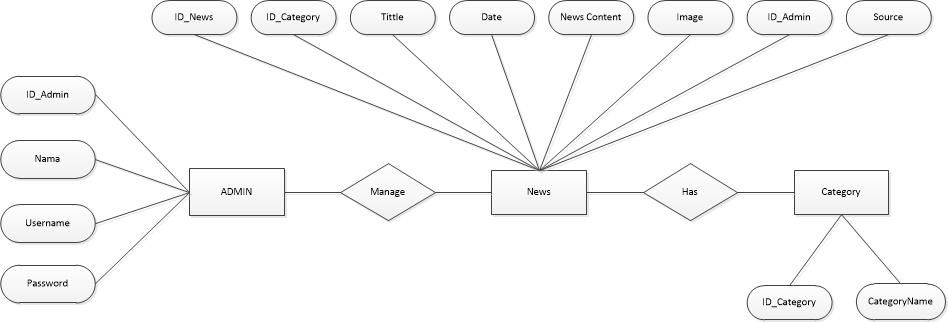 ID_News
ID_Category
Tittle
Date
News Content
Image
ID_Admin
Source
ID_Admin
Nama
Username
Password
ADMIN
Manage
News
Has
Category
ID_Category
CategoryName